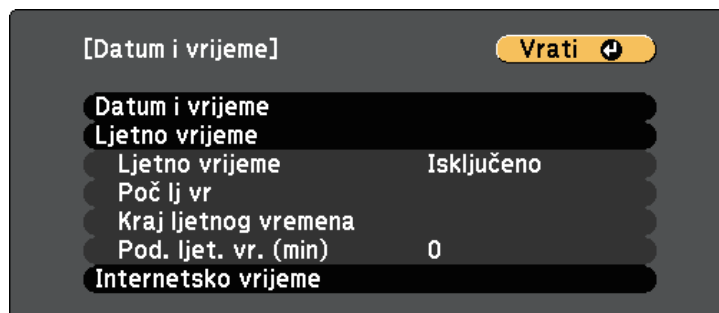 [Datum i vrijeme] Vrati
Datum i vrijeme
Ljetno vrijeme
Ljetno vrijeme Isključeno
Poč lj vr
Kraj ljetnog vremena
Pod. ljet. vr. (min) 0
Internetsko vrijeme